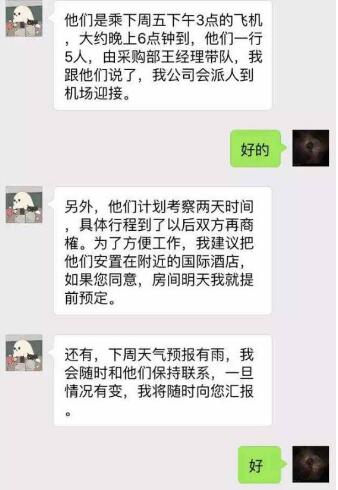 他们是乘下周五下午3点的飞机
，大约晚上6点钟到，他们一行
5人，由采购部王经理带队，我
跟他们说了，我公司会派人到
机场迎接。
好的
另外，他们计划考察两天时间
，具体行程到了以后双方再商
榷。为了方便工作，我建议把
他们安置在附近的国际酒店，
如果您同意，房间明天我就提
前预定。
还有，下周天气预报有雨，我
会随时和他们保持联系，一旦
情况有变，我将随时向您汇报
。
好